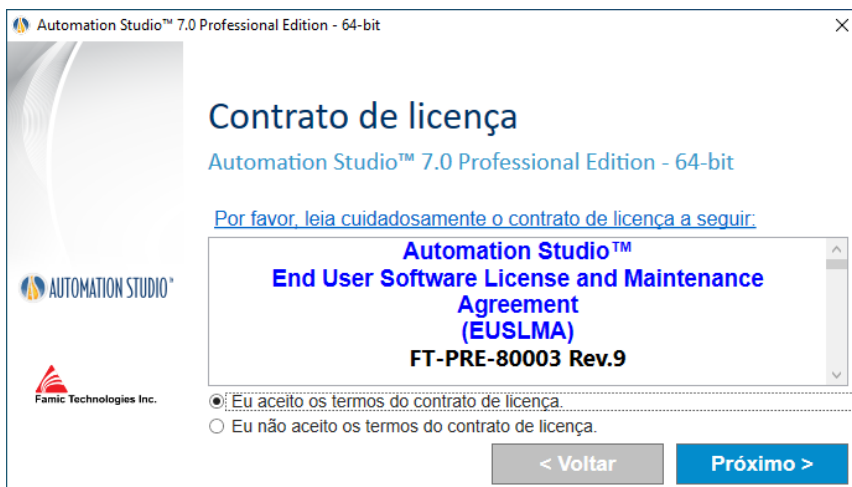 Automation Studio™ 7.0 Professional Edition - 64-bit
Contrato de licença
Automation Studio™ 7.0 Professional Edition - 64-bit
Por favor, leia cuidadosamente o contrato de licença a seguir:
Automation Studio™
End User Software License and Maintenance
Agreement
(EUSLMA)
FT-PRE-80003 Rev.9
AUTOMATION STUDIO™
Famic Technologies Inc.
Eu aceito os termos do contrato de licença.
Eu não aceito os termos do contrato de licença.
< Voltar
Próximo >